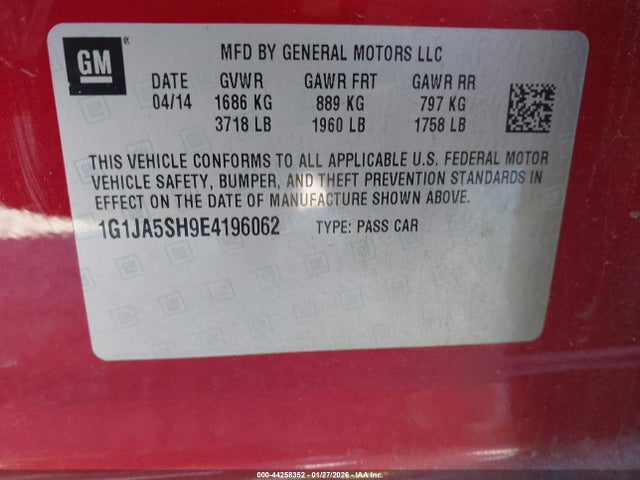 GM ®
MFD BY GENERAL MOTORS LLC
DATE GVWR GAWR FRT GAWR RR
04/14 1686 KG 889 KG 797 KG
3718 LB 1960 LB 1758 LB
THIS VEHICLE CONFORMS TO ALL APPLICABLE U.S. FEDERAL MOTOR
VEHICLE SAFETY, BUMPER, AND THEFT PREVENTION STANDARDS IN
EFFECT ON THE DATE OF MANUFACTURE SHOWN ABOVE.
1G1JA5SH9E4196062 TYPE: PASS CAR
000-44258352 | 01/27/2026 | IAA Inc.